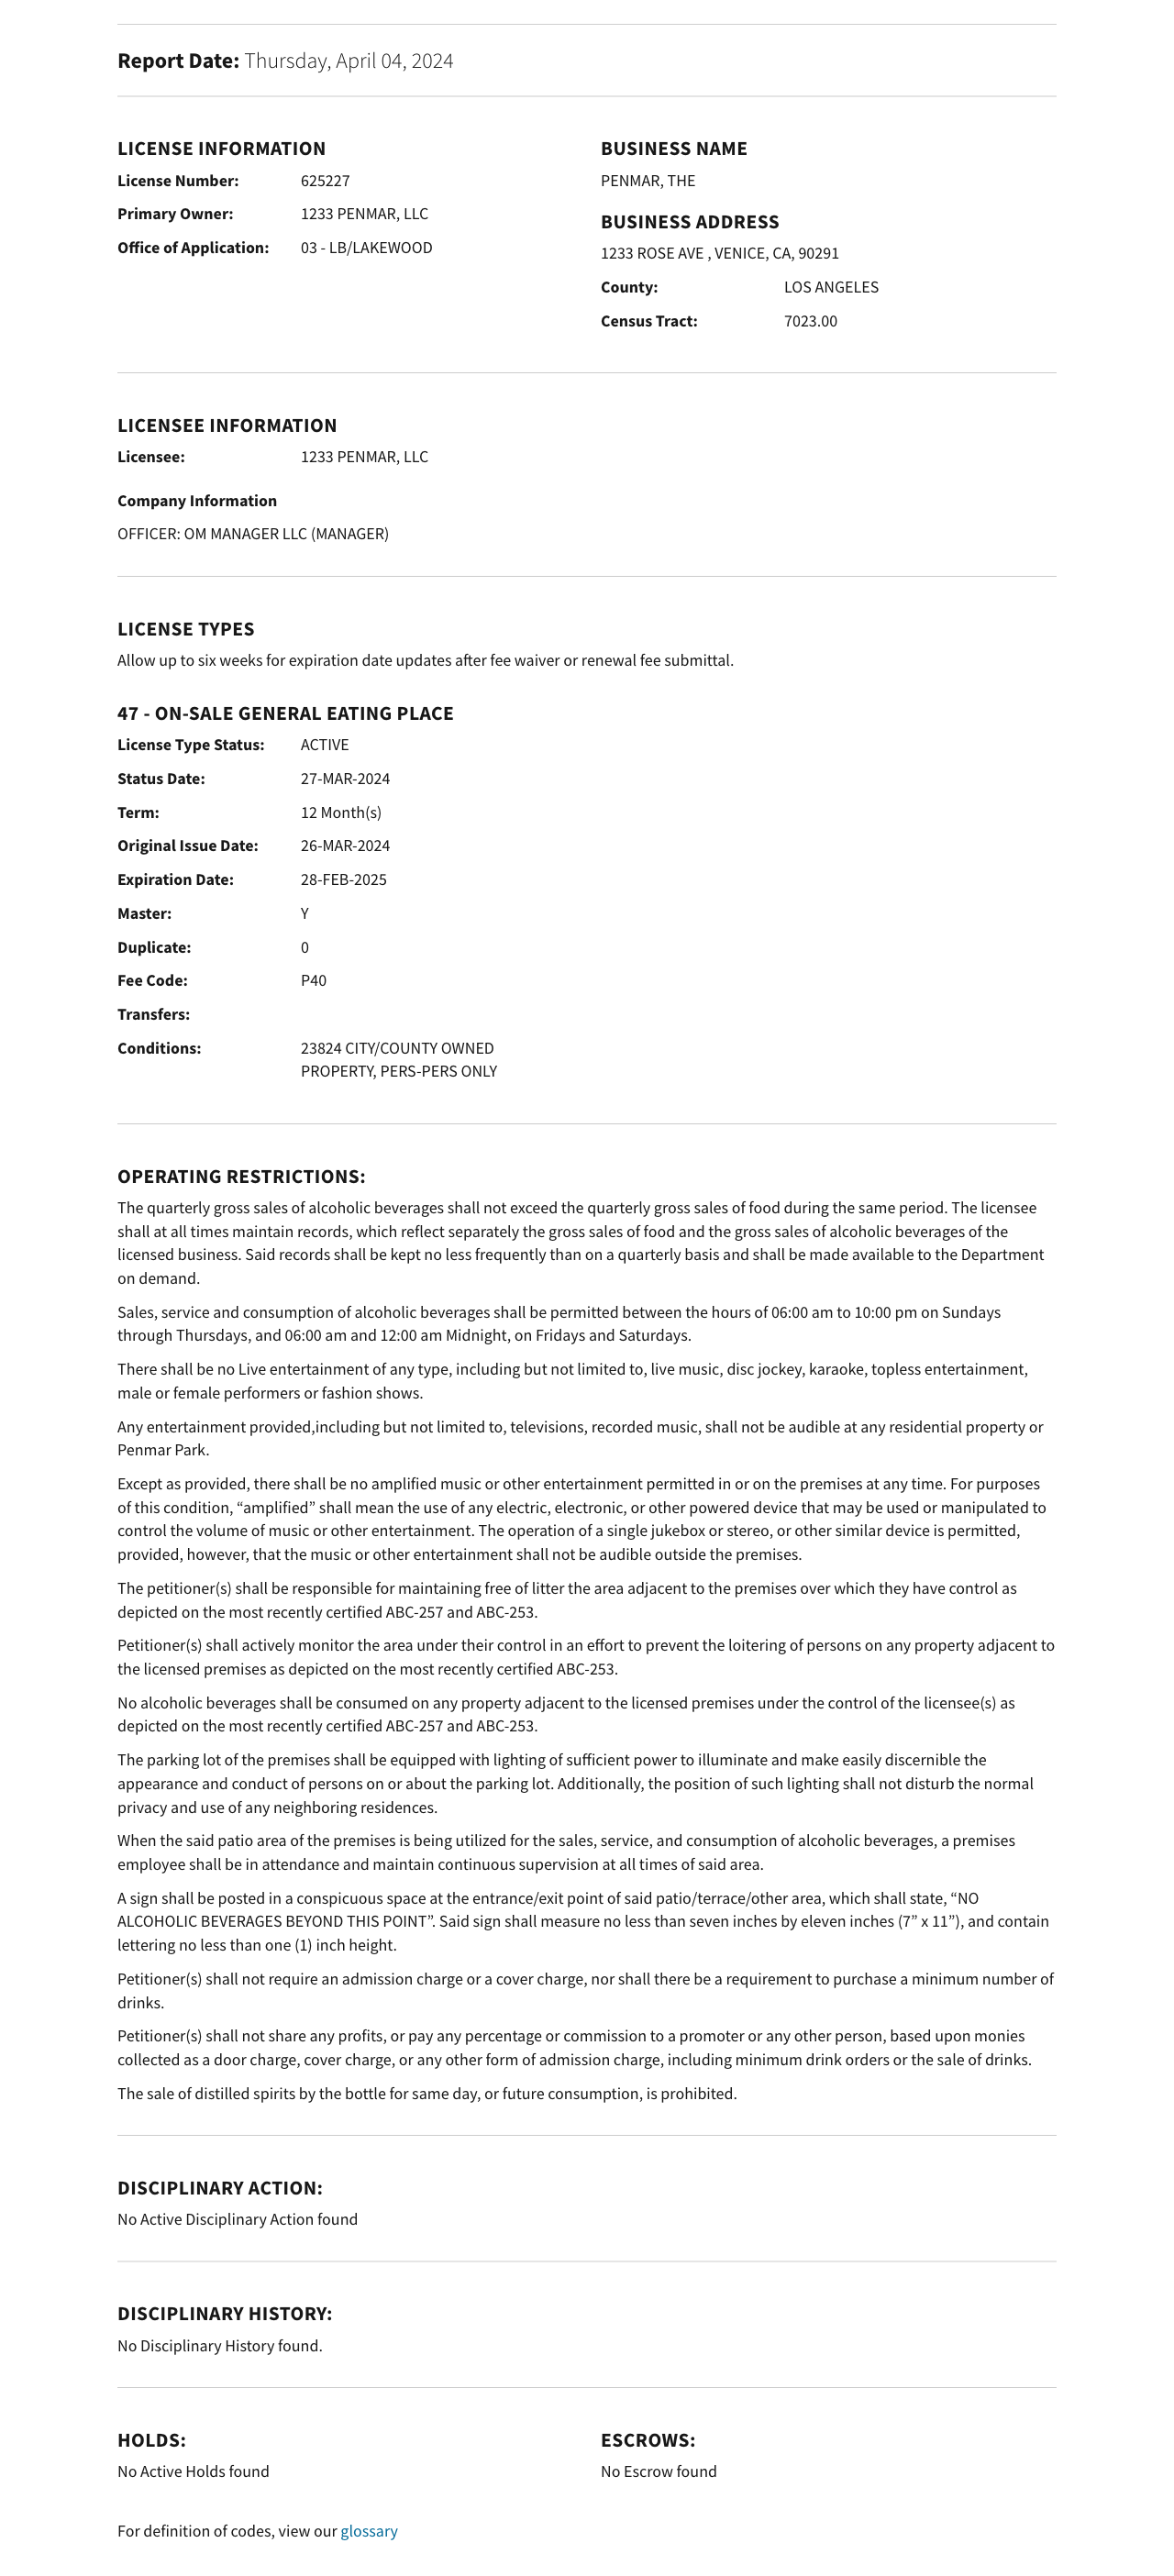 Report Date: Thursday, April 04, 2024
LICENSE INFORMATION
License Number: 625227
Primary Owner: 1233 PENMAR, LLC
Office of Application: 03 - LB/LAKEWOOD
BUSINESS NAME
PENMAR, THE
BUSINESS ADDRESS
1233 ROSE AVE , VENICE, CA, 90291
County: LOS ANGELES
Census Tract: 7023.00
LICENSEE INFORMATION
Licensee: 1233 PENMAR, LLC
Company Information
OFFICER: OM MANAGER LLC (MANAGER)
LICENSE TYPES
Allow up to six weeks for expiration date updates after fee waiver or renewal fee submittal.
47 - ON-SALE GENERAL EATING PLACE
License Type Status: ACTIVE
Status Date: 27-MAR-2024
Term: 12 Month(s)
Original Issue Date: 26-MAR-2024
Expiration Date: 28-FEB-2025
Master: Y
Duplicate: 0
Fee Code: P40
Transfers:
Conditions: 23824 CITY/COUNTY OWNED
PROPERTY, PERS-PERS ONLY
OPERATING RESTRICTIONS:
The quarterly gross sales of alcoholic beverages shall not exceed the quarterly gross sales of food during the same period. The licensee
shall at all times maintain records, which reflect separately the gross sales of food and the gross sales of alcoholic beverages of the
licensed business. Said records shall be kept no less frequently than on a quarterly basis and shall be made available to the Department
on demand.
Sales, service and consumption of alcoholic beverages shall be permitted between the hours of 06:00 am to 10:00 pm on Sundays
through Thursdays, and 06:00 am and 12:00 am Midnight, on Fridays and Saturdays.
There shall be no Live entertainment of any type, including but not limited to, live music, disc jockey, karaoke, topless entertainment,
male or female performers or fashion shows.
Any entertainment provided,including but not limited to, televisions, recorded music, shall not be audible at any residential property or
Penmar Park.
Except as provided, there shall be no amplified music or other entertainment permitted in or on the premises at any time. For purposes
of this condition, “amplified” shall mean the use of any electric, electronic, or other powered device that may be used or manipulated to
control the volume of music or other entertainment. The operation of a single jukebox or stereo, or other similar device is permitted,
provided, however, that the music or other entertainment shall not be audible outside the premises.
The petitioner(s) shall be responsible for maintaining free of litter the area adjacent to the premises over which they have control as
depicted on the most recently certified ABC-257 and ABC-253.
Petitioner(s) shall actively monitor the area under their control in an effort to prevent the loitering of persons on any property adjacent to
the licensed premises as depicted on the most recently certified ABC-253.
No alcoholic beverages shall be consumed on any property adjacent to the licensed premises under the control of the licensee(s) as
depicted on the most recently certified ABC-257 and ABC-253.
The parking lot of the premises shall be equipped with lighting of sufficient power to illuminate and make easily discernible the
appearance and conduct of persons on or about the parking lot. Additionally, the position of such lighting shall not disturb the normal
privacy and use of any neighboring residences.
When the said patio area of the premises is being utilized for the sales, service, and consumption of alcoholic beverages, a premises
employee shall be in attendance and maintain continuous supervision at all times of said area.
A sign shall be posted in a conspicuous space at the entrance/exit point of said patio/terrace/other area, which shall state, “NO
ALCOHOLIC BEVERAGES BEYOND THIS POINT”. Said sign shall measure no less than seven inches by eleven inches (7” x 11”), and contain
lettering no less than one (1) inch height.
Petitioner(s) shall not require an admission charge or a cover charge, nor shall there be a requirement to purchase a minimum number of
drinks.
Petitioner(s) shall not share any profits, or pay any percentage or commission to a promoter or any other person, based upon monies
collected as a door charge, cover charge, or any other form of admission charge, including minimum drink orders or the sale of drinks.
The sale of distilled spirits by the bottle for same day, or future consumption, is prohibited.
DISCIPLINARY ACTION:
No Active Disciplinary Action found
DISCIPLINARY HISTORY:
No Disciplinary History found.
HOLDS:
No Active Holds found
ESCROWS:
No Escrow found
For definition of codes, view our glossary